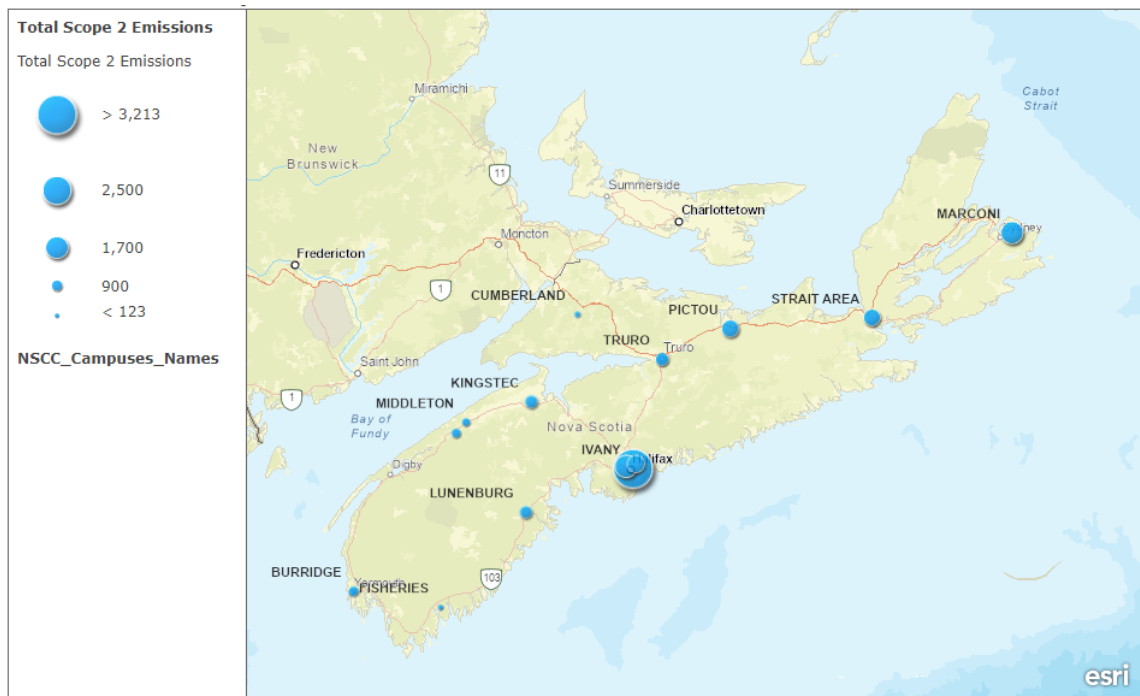 Total Scope 2 Emissions
Total Scope 2 Emissions
> 3,213
2,500
1,700
900
< 123
NSCC_Campuses_Names
Miramichi
Cabot
Strait
New
Brunswick
11
Summerside
Charlottetown
MARCONI
Moncton
Fredericton
1
CUMBERLAND
STRAIT AREA
PICTOU
TRURO
Truro
Saint John
KINGSTEC
1
MIDDLETON
Bay of
Fundy
Nova Scotia
IVANY
Digby
LUNENBURG
103
BURRIDGE
FISHERIES
esri